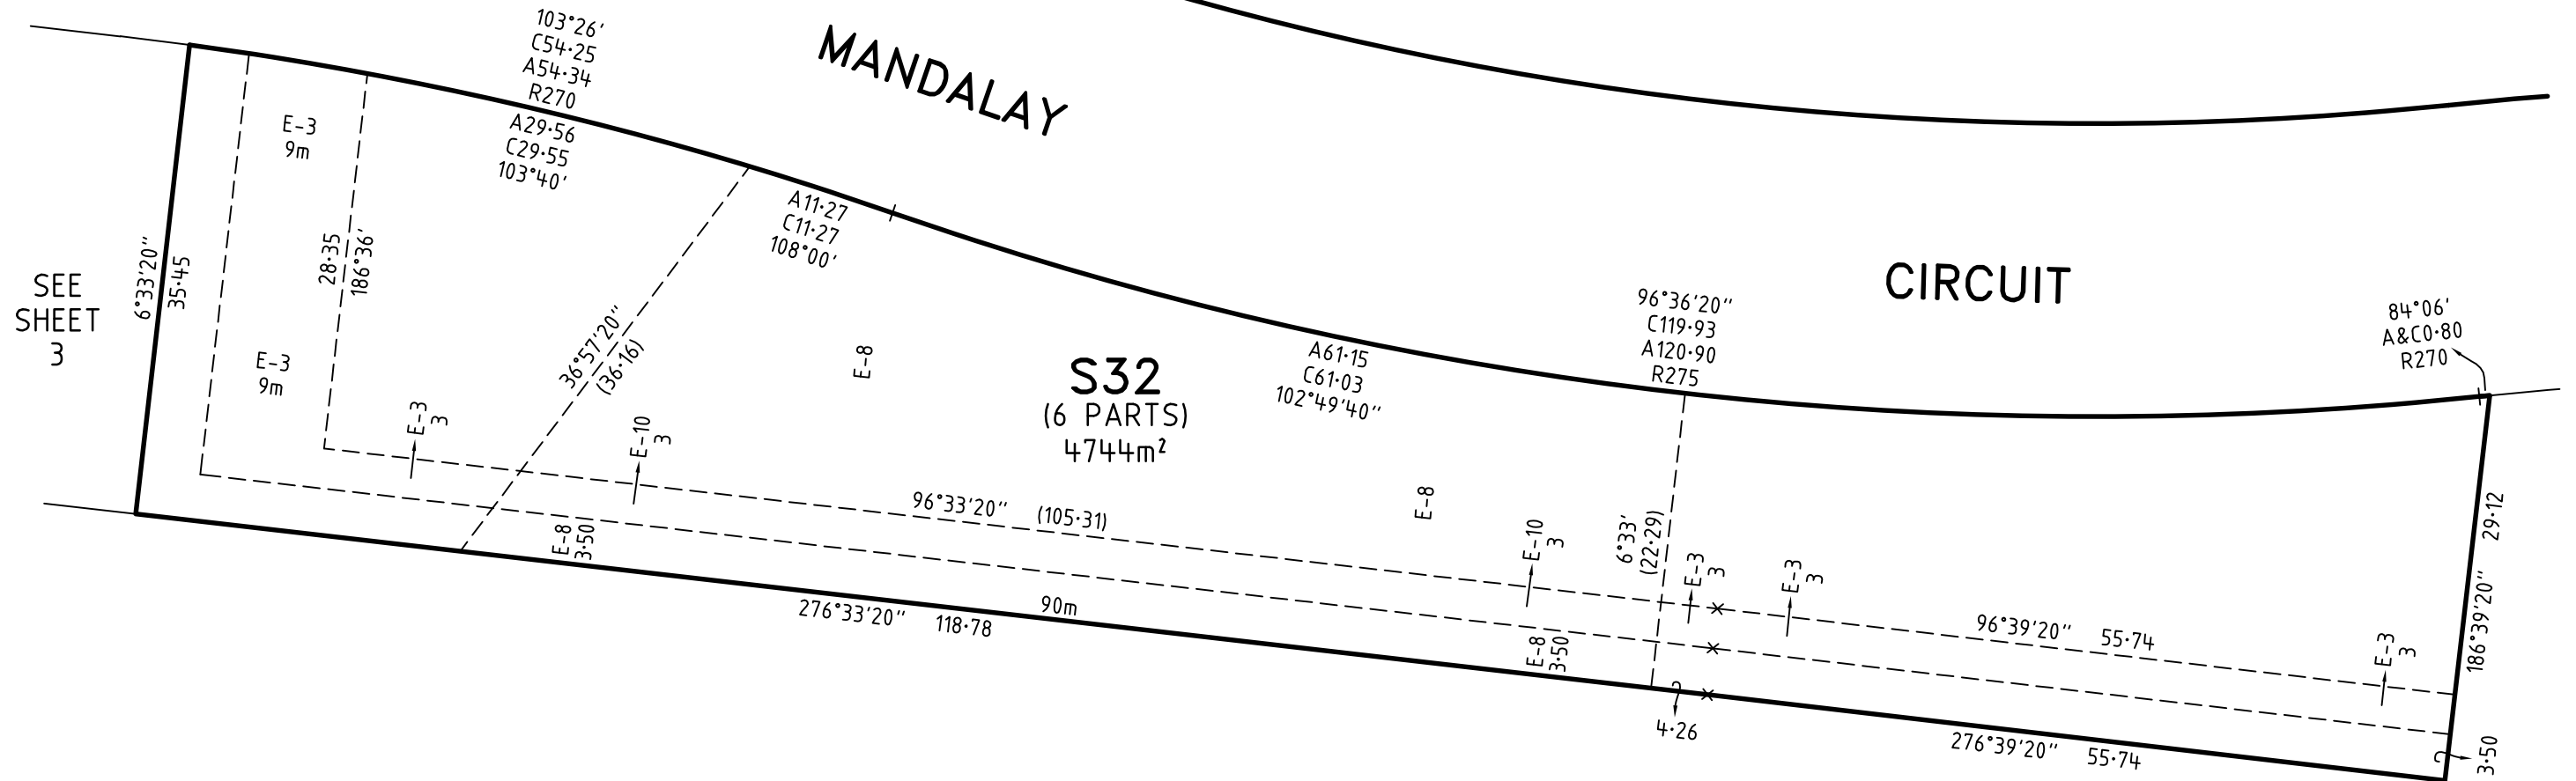 103°26'
C54·25
A54·34
R270
MANDALAY
A29·56
C29·55
103°40'
E-3
9m
A11·27
C11·27
108°00'
6°33'20"
35·45
28·35
186°36'
SEE
SHEET
3
CIRCUIT
96°36'20"
C119·93
A120·90
R275
84°06'
A&C0·80
R270
36°57'20"
(36·16)
E-8
S32
(6 PARTS)
4744m²
A61·15
C61·03
102°49'40"
E-3
9m
E-3
3
E-10
3
96°33'20" (105·31)
E-8
E-10
3
6°33'
(22·29)
E-3
3
E-3
3
29·12
186°39'20"
E-8
3·50
276°33'20" 118·78
90m
E-8
3·50
96°39'20" 55·74
E-3
3
4·26
276°39'20" 55·74
3·50